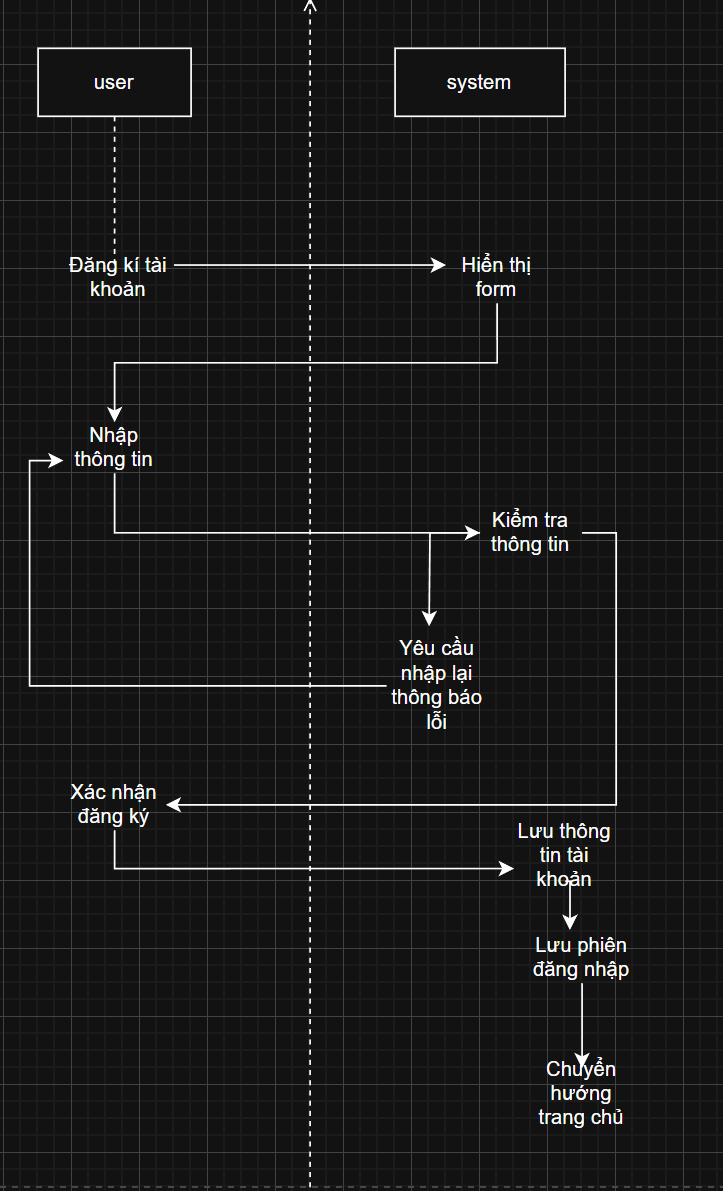 user
system
Đăng kí tài
khoản
Hiển thị
form
Nhập
thông tin
Kiểm tra
thông tin
Yêu cầu
nhập lại
thông báo
lỗi
Xác nhận
đăng ký
Lưu thông
tin tài
khoản
Lưu phiên
đăng nhập
Chuyển
hướng
trang chủ